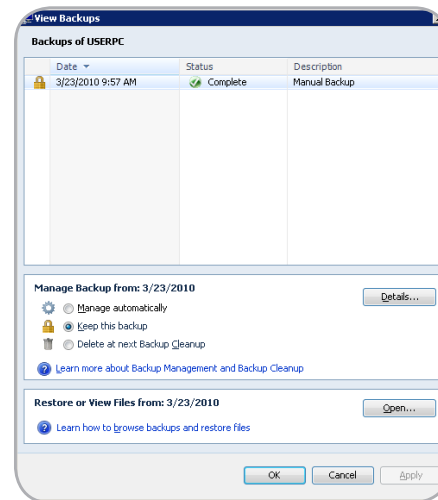 View Backups
Backups of USERPC
Date Status Description
3/23/2010 9:57 AM Complete Manual Backup
Manage Backup from: 3/23/2010
Details...
Manage automatically
Keep this backup
Delete at next Backup Cleanup
Learn more about Backup Management and Backup Cleanup
Restore or View Files from: 3/23/2010
Open...
Learn how to browse backups and restore files
OK Cancel Apply